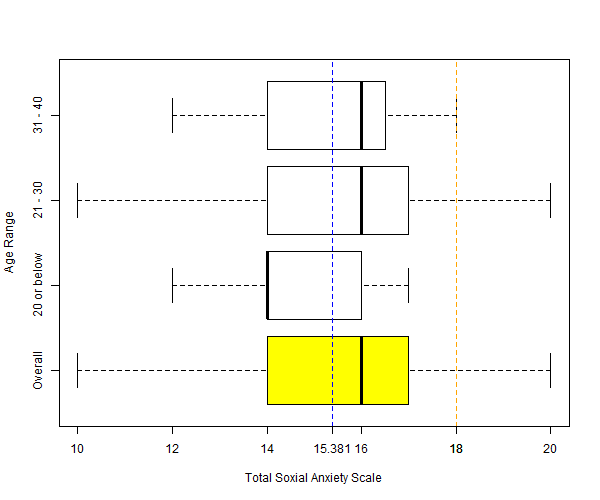 31 - 40
21 - 30
20 or below
Overall
Age Range
10 12 14 15.381 16 18 20
Total Soxial Anxiety Scale